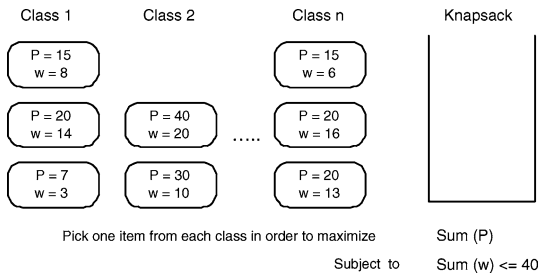 Class 1 Class 2 Class n Knapsack
P = 15
w = 8
P = 15
w = 6
P = 20
w = 14
P = 40
w = 20
.....
P = 20
w = 16
P = 7
w = 3
P = 30
w = 10
P = 20
w = 13
Pick one item from each class in order to maximize Sum (P)
Subject to Sum (w) <= 40